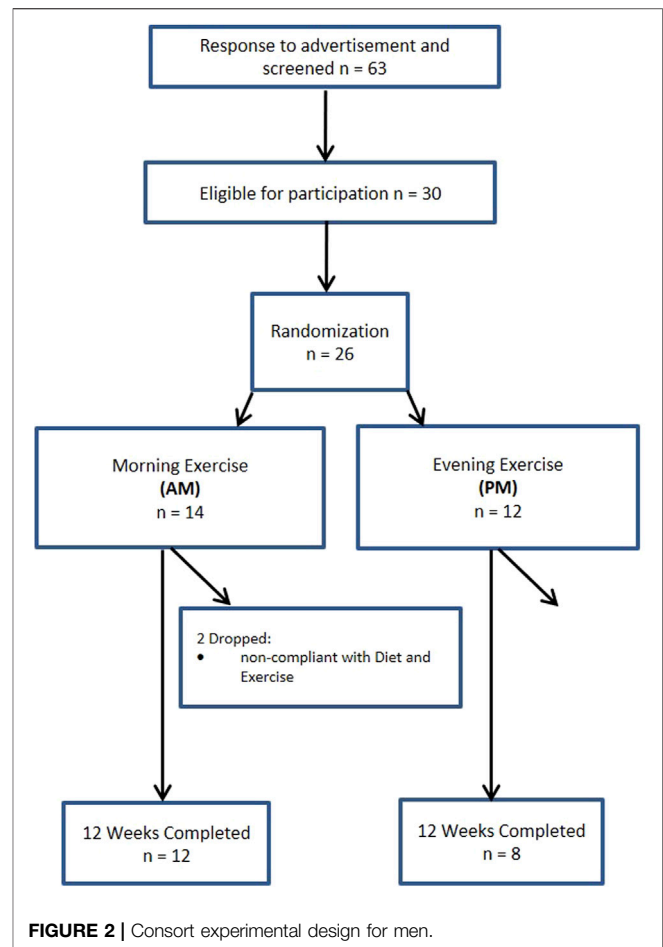 Response to advertisement and
screened n = 63
Eligible for participation n = 30
Randomization
n = 26
Morning Exercise
(AM)
n = 14
Evening Exercise
(PM)
n = 12
2 Dropped:
• non-compliant with Diet and
Exercise
12 Weeks Completed
n = 12
12 Weeks Completed
n = 8
FIGURE 2 | Consort experimental design for men.